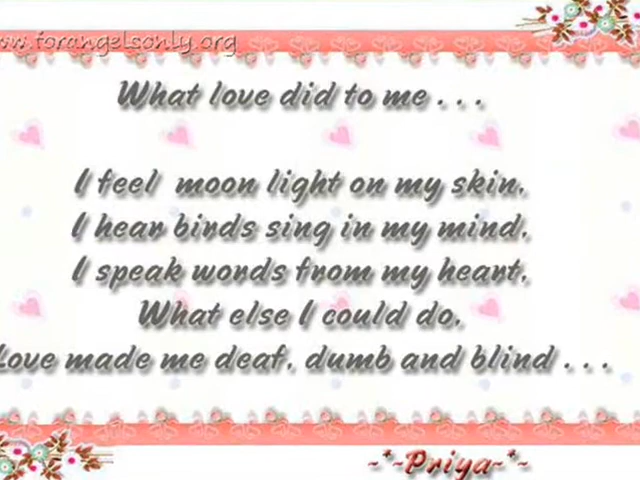 www.forangelsonly.org
What love did to me . . .
I feel moon light on my skin,
I hear birds sing in my mind,
I speak words from my heart,
What else I could do,
Love made me deaf, dumb and blind . . .
~*~Priya~*~